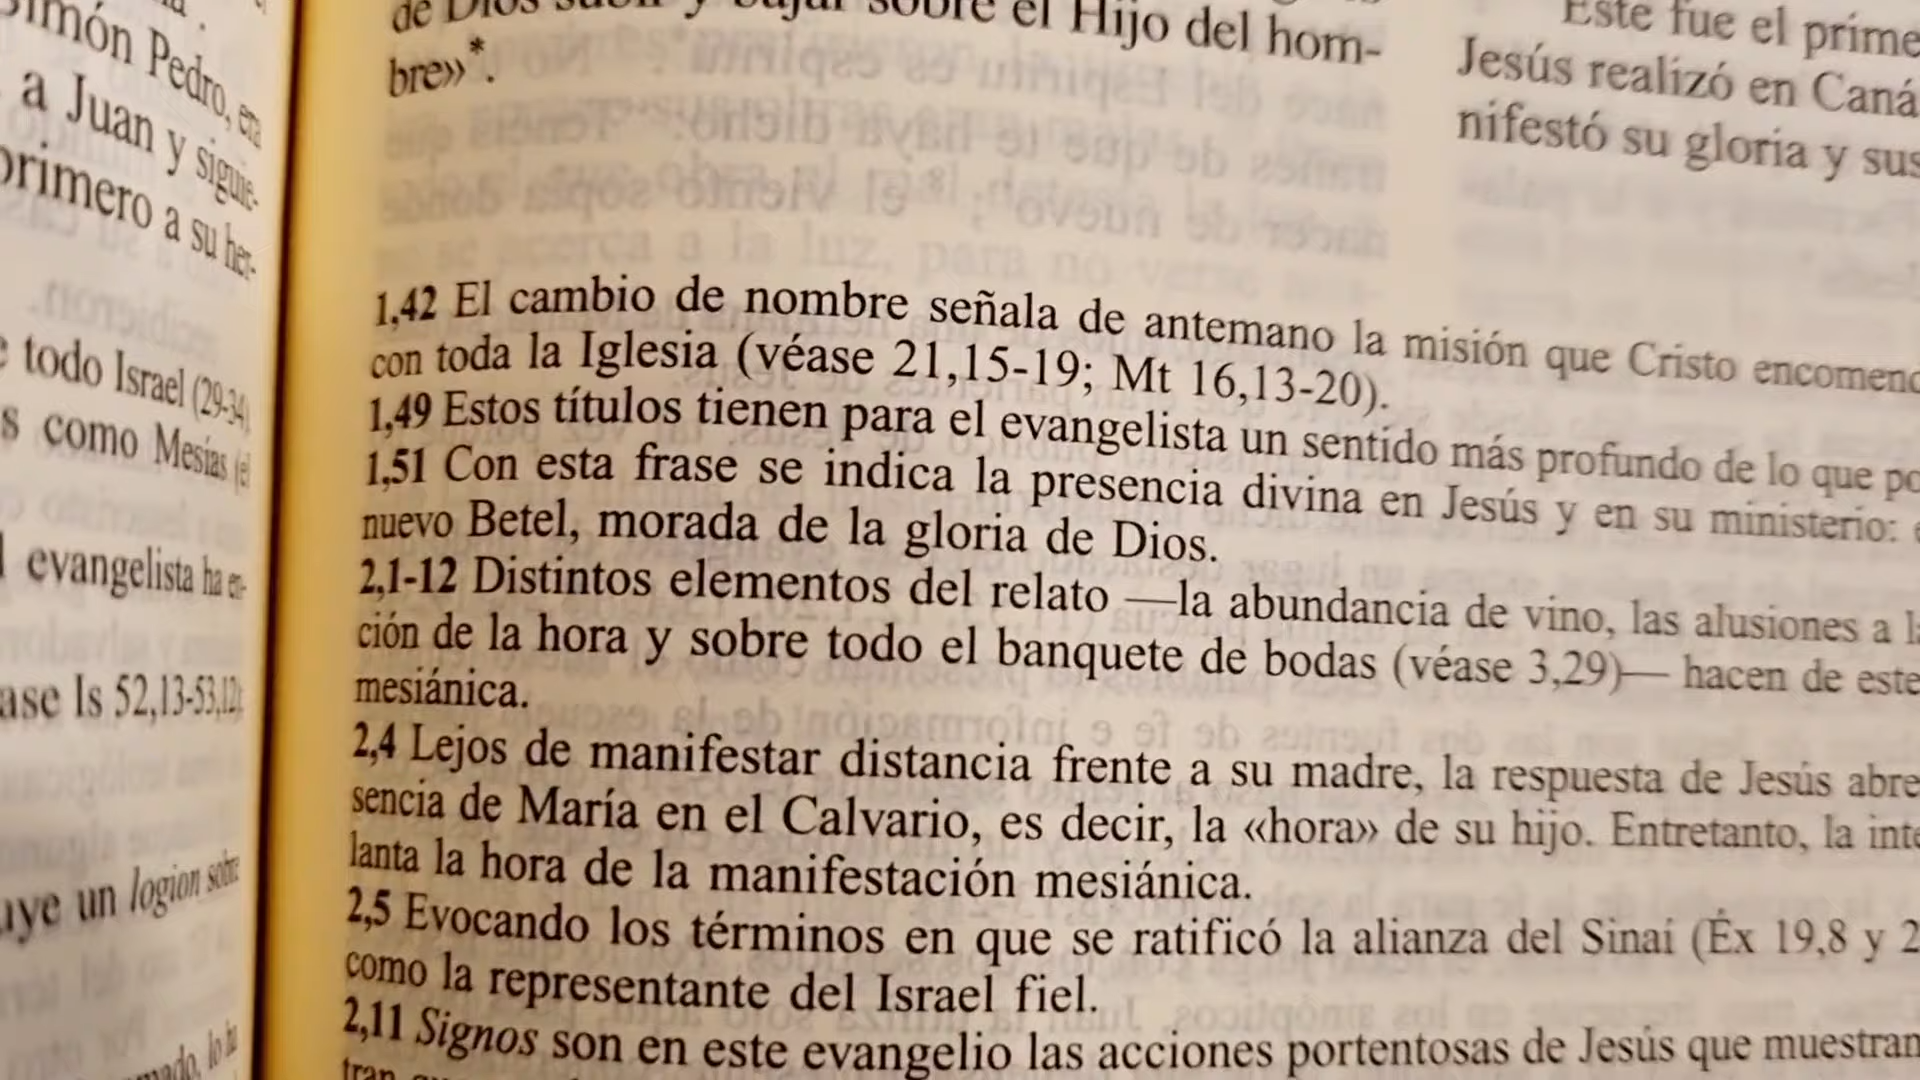 Simón Pedro, era
a Juan y siguie-
primero a su her-
todo Israel (29-34)
como Mesías (el
evangelista ha en-
Is 52,13-53,12);
un logion sobre
lo ha
de Dios subir y bajar sobre el Hijo del hom-
bre»*.
Este fue el prime
Jesús realizó en Caná
nifestó su gloria y sus
1,42 El cambio de nombre señala de antemano la misión que Cristo encomend
con toda la Iglesia (véase 21,15-19; Mt 16,13-20).
1,49 Estos títulos tienen para el evangelista un sentido más profundo de lo que po
1,51 Con esta frase se indica la presencia divina en Jesús y en su ministerio:
nuevo Betel, morada de la gloria de Dios.
2,1-12 Distintos elementos del relato —la abundancia de vino, las alusiones a la
ción de la hora y sobre todo el banquete de bodas (véase 3,29)— hacen de este
mesiánica.
2,4 Lejos de manifestar distancia frente a su madre, la respuesta de Jesús abre
sencia de María en el Calvario, es decir, la «hora» de su hijo. Entretanto, la inte
lanta la hora de la manifestación mesiánica.
2,5 Evocando los términos en que se ratificó la alianza del Sinaí (Éx 19,8 y 2
como la representante del Israel fiel.
2,11 Signos son en este evangelio las acciones portentosas de Jesús que muestran